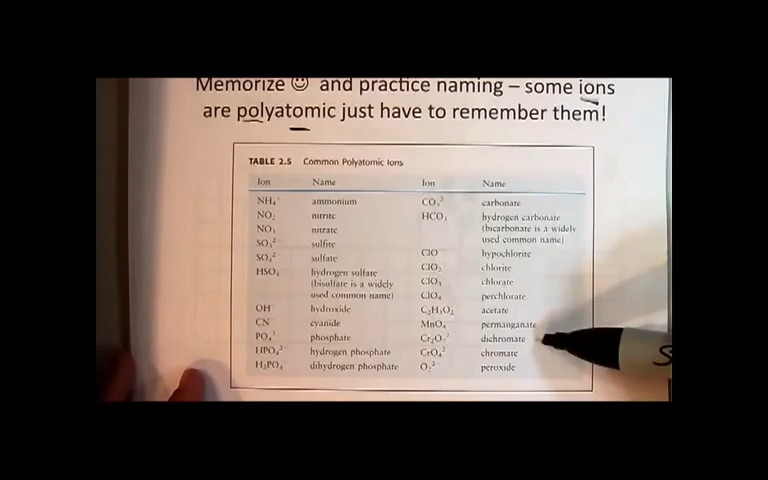 Memorize ☺ and practice naming – some ions
are polyatomic just have to remember them!
TABLE 2.5 Common Polyatomic Ions
Ion Name Ion Name
NH₄⁺ ammonium CO₃²⁻ carbonate
NO₂⁻ nitrite HCO₃⁻ hydrogen carbonate
NO₃⁻ nitrate (bicarbonate is a widely
SO₃²⁻ sulfite used common name)
SO₄²⁻ sulfate ClO⁻ hypochlorite
HSO₄⁻ hydrogen sulfate ClO₂⁻ chlorite
(bisulfate is a widely ClO₃⁻ chlorate
used common name) ClO₄⁻ perchlorate
OH⁻ hydroxide C₂H₃O₂⁻ acetate
CN⁻ cyanide MnO₄⁻ permanganate
PO₄³⁻ phosphate Cr₂O₇²⁻ dichromate
HPO₄²⁻ hydrogen phosphate CrO₄²⁻ chromate
H₂PO₄⁻ dihydrogen phosphate O₂²⁻ peroxide